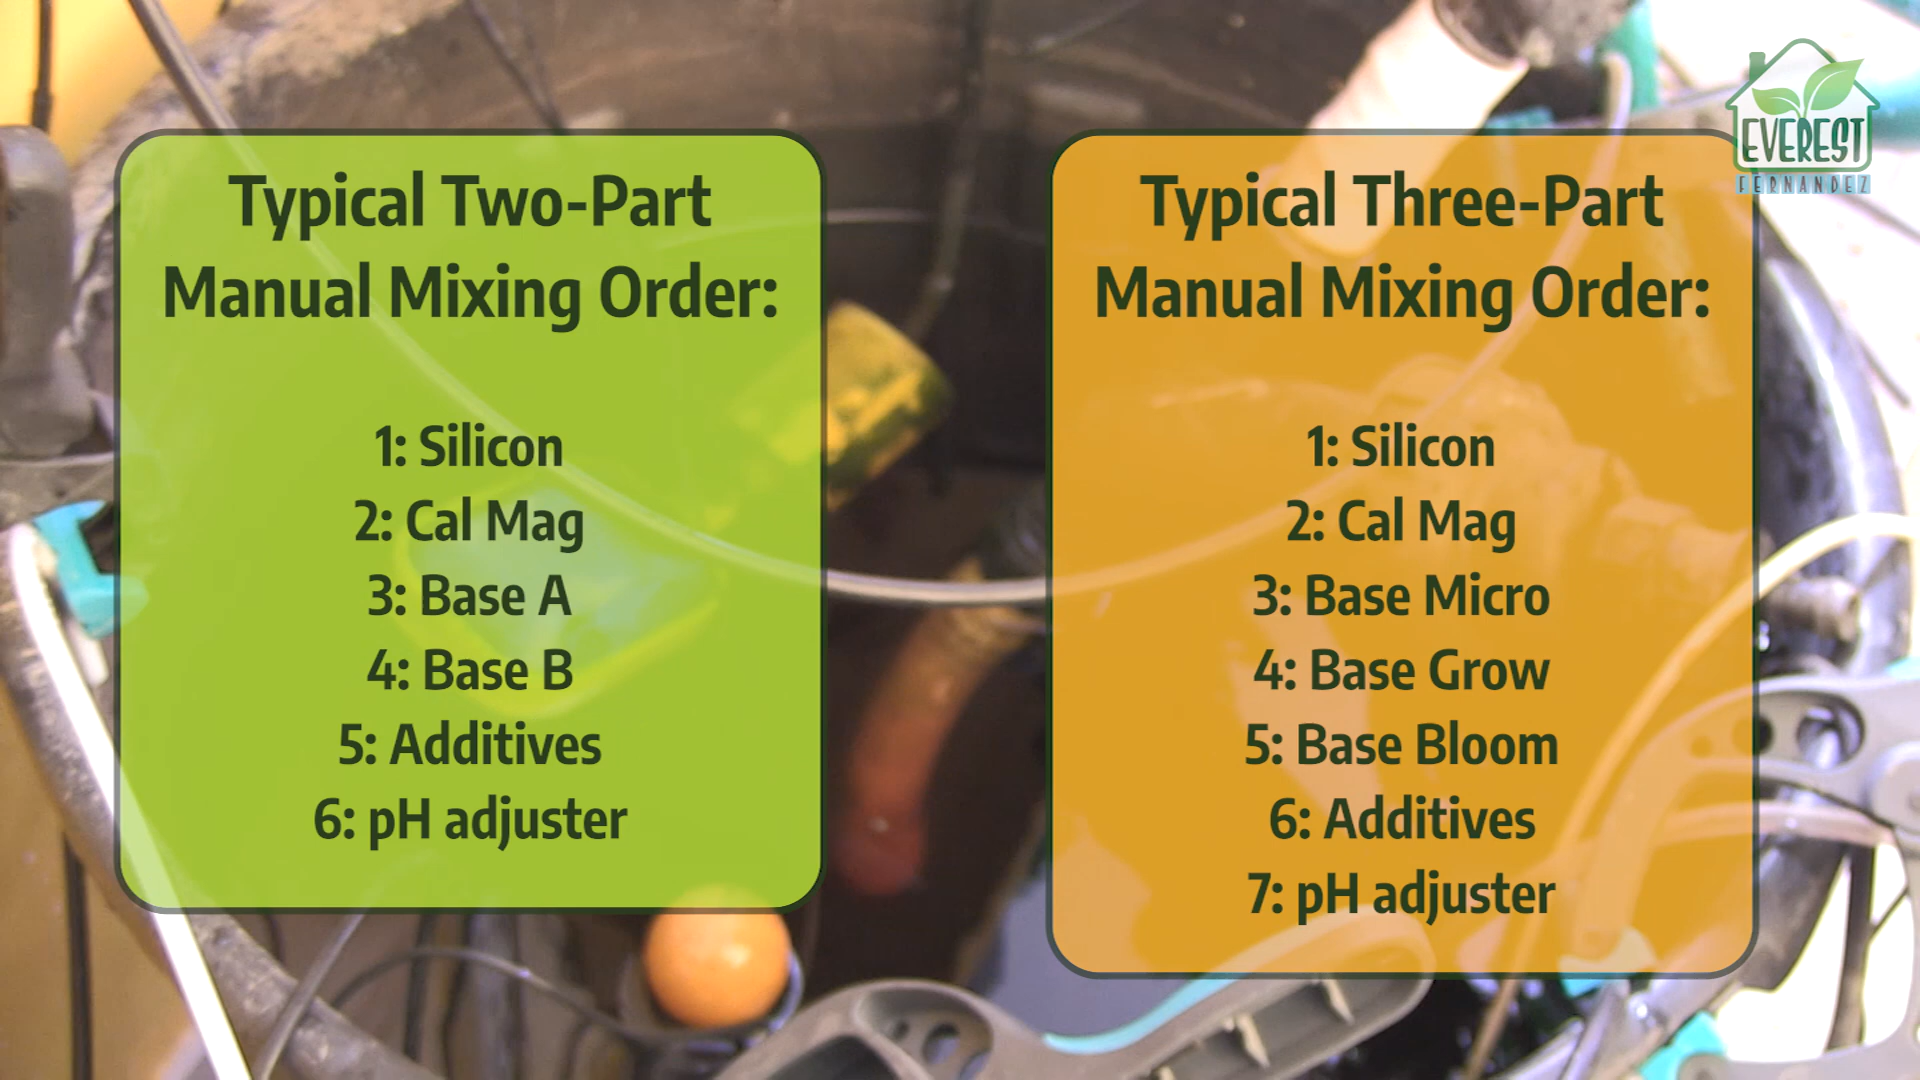 Typical Two-Part
Manual Mixing Order:
1: Silicon
2: Cal Mag
3: Base A
4: Base B
5: Additives
6: pH adjuster
Typical Three-Part
Manual Mixing Order:
1: Silicon
2: Cal Mag
3: Base Micro
4: Base Grow
5: Base Bloom
6: Additives
7: pH adjuster
EVEREST
FERNANDEZ